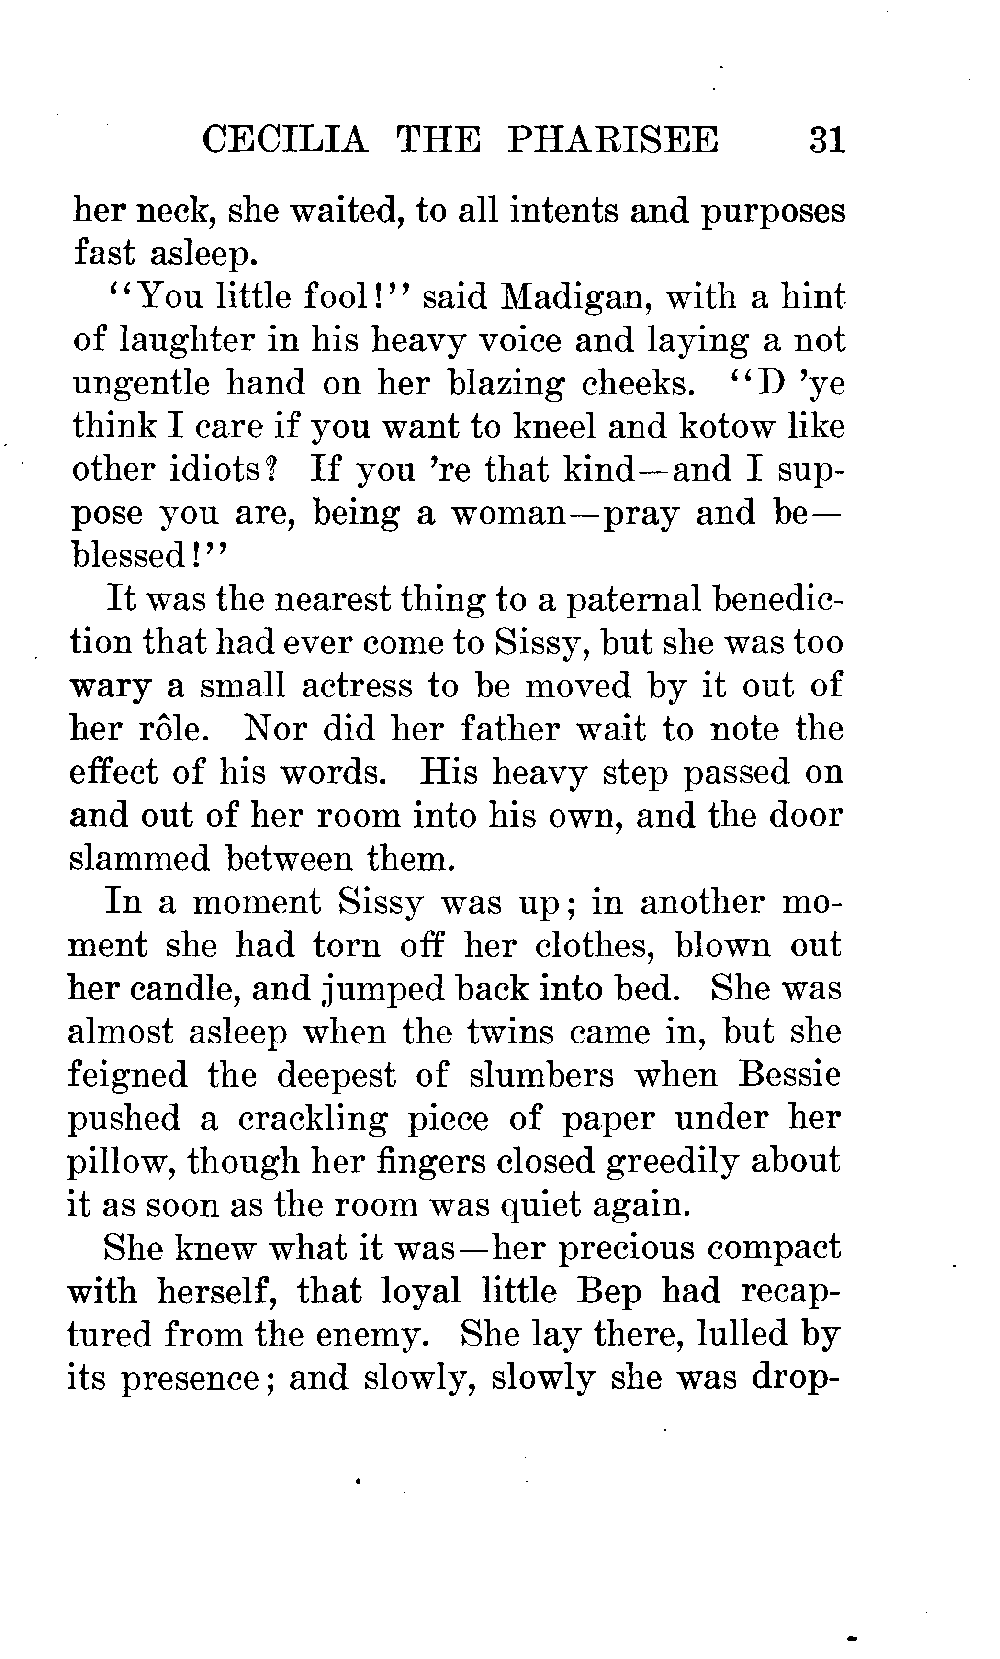 CECILIA THE PHARISEE 31
her neck, she waited, to all intents and purposes
fast asleep.
"You little fool!" said Madigan, with a hint
of laughter in his heavy voice and laying a not
ungentle hand on her blazing cheeks. "D 'ye
think I care if you want to kneel and kotow like
other idiots? If you 're that kind—and I sup-
pose you are, being a woman—pray and be—
blessed!"
It was the nearest thing to a paternal benedic-
tion that had ever come to Sissy, but she was too
wary a small actress to be moved by it out of
her rôle. Nor did her father wait to note the
effect of his words. His heavy step passed on
and out of her room into his own, and the door
slammed between them.
In a moment Sissy was up; in another mo-
ment she had torn off her clothes, blown out
her candle, and jumped back into bed. She was
almost asleep when the twins came in, but she
feigned the deepest of slumbers when Bessie
pushed a crackling piece of paper under her
pillow, though her fingers closed greedily about
it as soon as the room was quiet again.
She knew what it was—her precious compact
with herself, that loyal little Bep had recap-
tured from the enemy. She lay there, lulled by
its presence; and slowly, slowly she was drop-